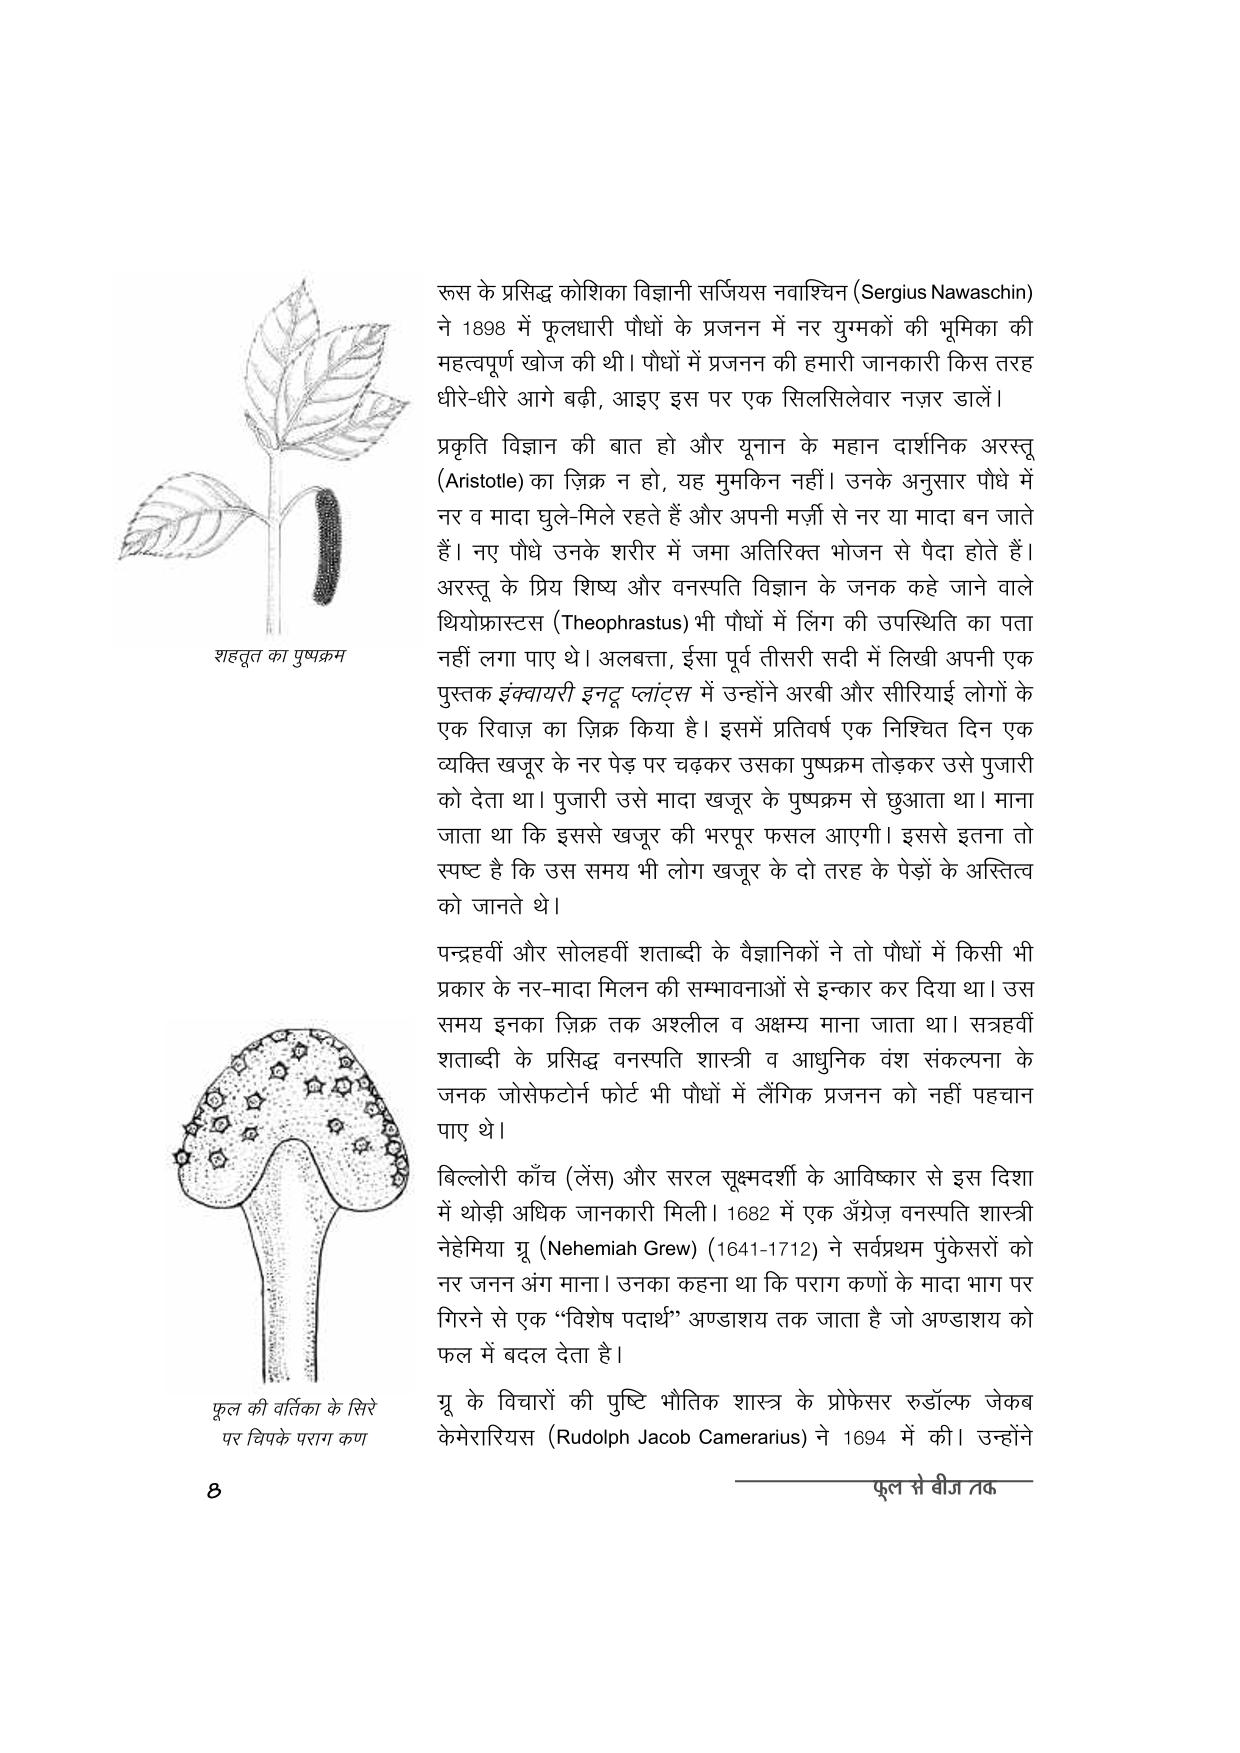 रूस के प्रसिद्ध कोशिका विज्ञानी सर्जियस नवाश्चिन (Sergius Nawaschin)
ने 1898 में फूलधारी पौधों के प्रजनन में नर युग्मकों की भूमिका की
महत्वपूर्ण खोज की थी। पौधों में प्रजनन की हमारी जानकारी किस तरह
धीरे-धीरे आगे बढ़ी, आइए इस पर एक सिलसिलेवार नज़र डालें।
प्रकृति विज्ञान की बात हो और यूनान के महान दार्शनिक अरस्तू
(Aristotle) का ज़िक्र न हो, यह मुमकिन नहीं। उनके अनुसार पौधे में
नर व मादा घुले-मिले रहते हैं और अपनी मर्ज़ी से नर या मादा बन जाते
हैं। नए पौधे उनके शरीर में जमा अतिरिक्त भोजन से पैदा होते हैं।
अरस्तू के प्रिय शिष्य और वनस्पति विज्ञान के जनक कहे जाने वाले
थियोफ्रास्टस (Theophrastus) भी पौधों में लिंग की उपस्थिति का पता
नहीं लगा पाए थे। अलबत्ता, ईसा पूर्व तीसरी सदी में लिखी अपनी एक
पुस्तक इंक्वायरी इनटू प्लांट्स में उन्होंने अरबी और सीरियाई लोगों के
एक रिवाज़ का ज़िक्र किया है। इसमें प्रतिवर्ष एक निश्चित दिन एक
व्यक्ति खजूर के नर पेड़ पर चढ़कर उसका पुष्पक्रम तोड़कर उसे पुजारी
को देता था। पुजारी उसे मादा खजूर के पुष्पक्रम से छुआता था। माना
जाता था कि इससे खजूर की भरपूर फसल आएगी। इससे इतना तो
स्पष्ट है कि उस समय भी लोग खजूर के दो तरह के पेड़ों के अस्तित्व
को जानते थे।
पन्द्रहवीं और सोलहवीं शताब्दी के वैज्ञानिकों ने तो पौधों में किसी भी
प्रकार के नर-मादा मिलन की सम्भावनाओं से इन्कार कर दिया था। उस
समय इनका ज़िक्र तक अश्लील व अक्षम्य माना जाता था। सत्रहवीं
शताब्दी के प्रसिद्ध वनस्पति शास्त्री व आधुनिक वंश संकल्पना के
जनक जोसेफटोर्न फोर्ट भी पौधों में लैंगिक प्रजनन को नहीं पहचान
पाए थे।
बिल्लोरी काँच (लेंस) और सरल सूक्ष्मदर्शी के आविष्कार से इस दिशा
में थोड़ी अधिक जानकारी मिली। 1682 में एक अँग्रेज़ वनस्पति शास्त्री
नेहेमिया ग्रू (Nehemiah Grew) (1641-1712) ने सर्वप्रथम पुंकेसरों को
नर जनन अंग माना। उनका कहना था कि पराग कणों के मादा भाग पर
गिरने से एक “विशेष पदार्थ” अण्डाशय तक जाता है जो अण्डाशय को
फल में बदल देता है।
ग्रू के विचारों की पुष्टि भौतिक शास्त्र के प्रोफेसर रुडॉल्फ जेकब
केमेरारियस (Rudolph Jacob Camerarius) ने 1694 में की। उन्होंने
शहतूत का पुष्पक्रम
फूल की वर्तिका के सिरे
पर चिपके पराग कण
8
फूल से बीज तक